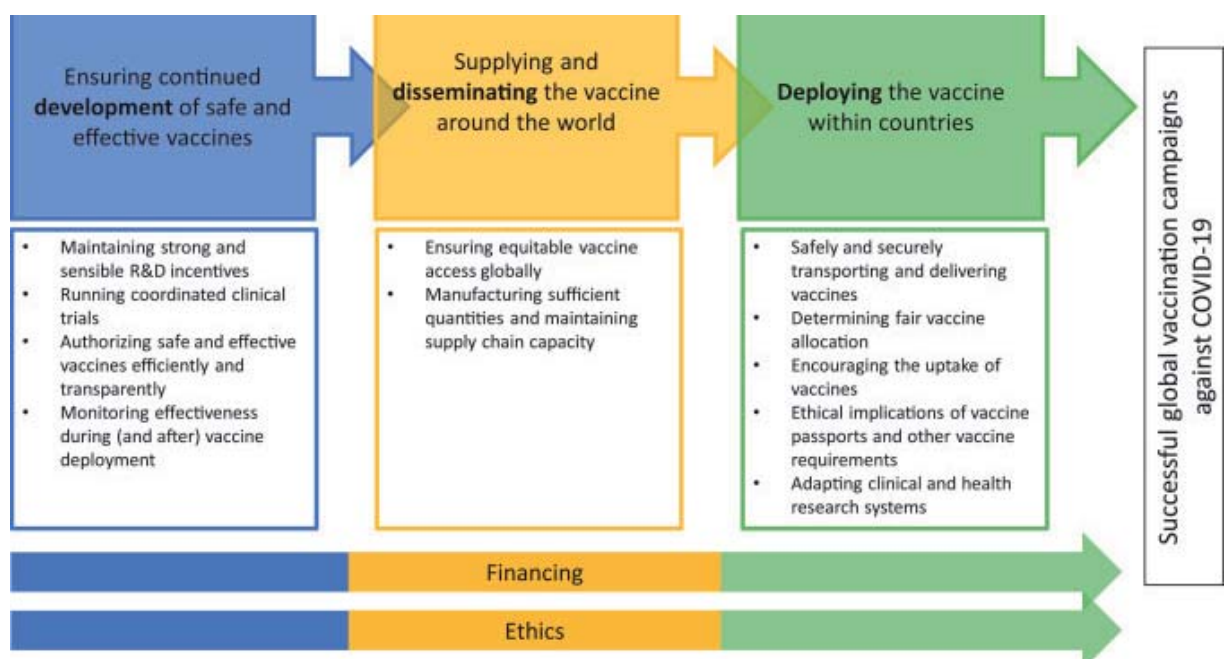 Ensuring continued
development of safe and
effective vaccines
Supplying and
disseminating the vaccine
around the world
Deploying the vaccine
within countries
• Maintaining strong and
sensible R&D incentives
• Running coordinated clinical
trials
• Authorizing safe and effective
vaccines efficiently and
transparently
• Monitoring effectiveness
during (and after) vaccine
deployment
• Ensuring equitable vaccine
access globally
• Manufacturing sufficient
quantities and maintaining
supply chain capacity
• Safely and securely
transporting and delivering
vaccines
• Determining fair vaccine
allocation
• Encouraging the uptake of
vaccines
• Ethical implications of vaccine
passports and other vaccine
requirements
• Adapting clinical and health
research systems
Successful global vaccination campaigns
against COVID-19
Financing
Ethics